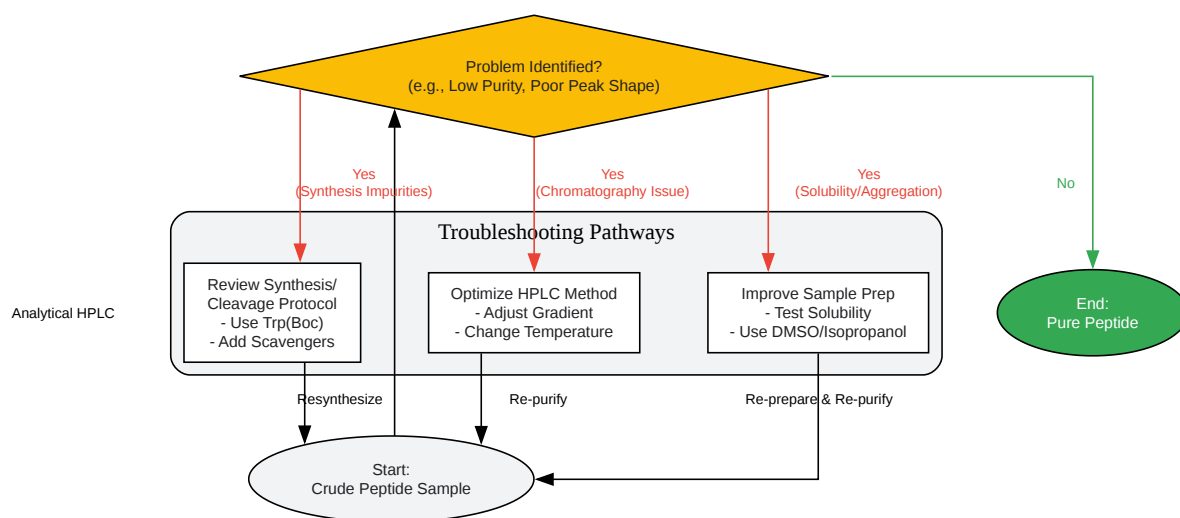 Problem Identified?
(e.g., Low Purity, Poor Peak Shape)
Yes
(Synthesis Impurities)
Yes
(Chromatography Issue)
Yes
(Solubility/Aggregation)
No
Troubleshooting Pathways
Review Synthesis/
Cleavage Protocol
- Use Trp(Boc)
- Add Scavengers
Optimize HPLC Method
- Adjust Gradient
- Change Temperature
Improve Sample Prep
- Test Solubility
- Use DMSO/Isopropanol
End:
Pure Peptide
Analytical HPLC
Resynthesize
Re-purify
Re-prepare & Re-purify
Start:
Crude Peptide Sample